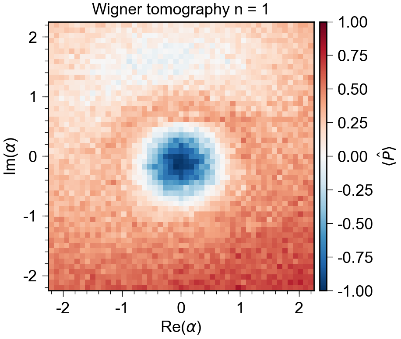 Wigner tomography n = 1
2
1
0
-1
-2
Im(α)
-2 -1 0 1 2
Re(α)
1.00
0.75
0.50
0.25
0.00
-0.25
-0.50
-0.75
-1.00
⟨P̂⟩